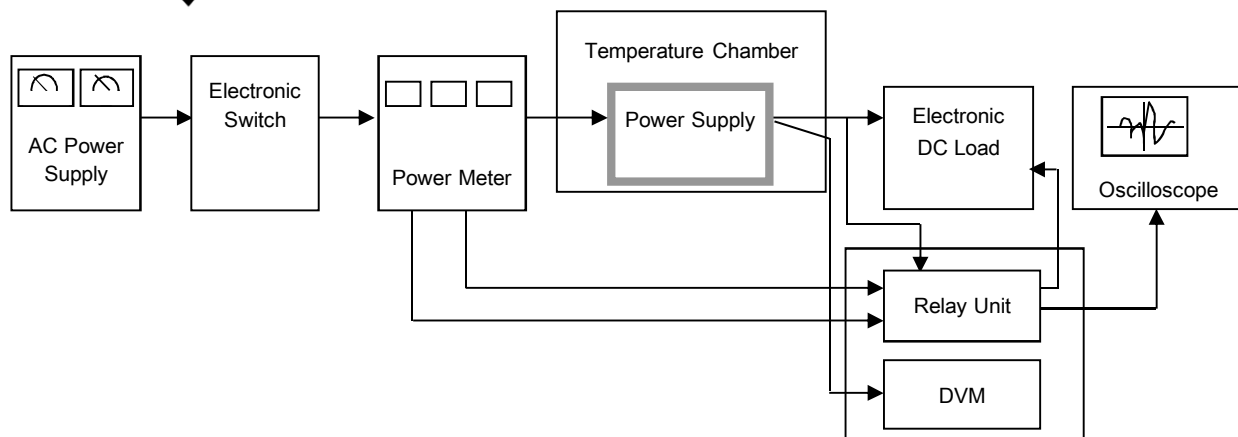 Temperature Chamber
Electronic
Switch
AC Power
Supply
Power Meter
Power Supply
Electronic
DC Load
Oscilloscope
Relay Unit
DVM